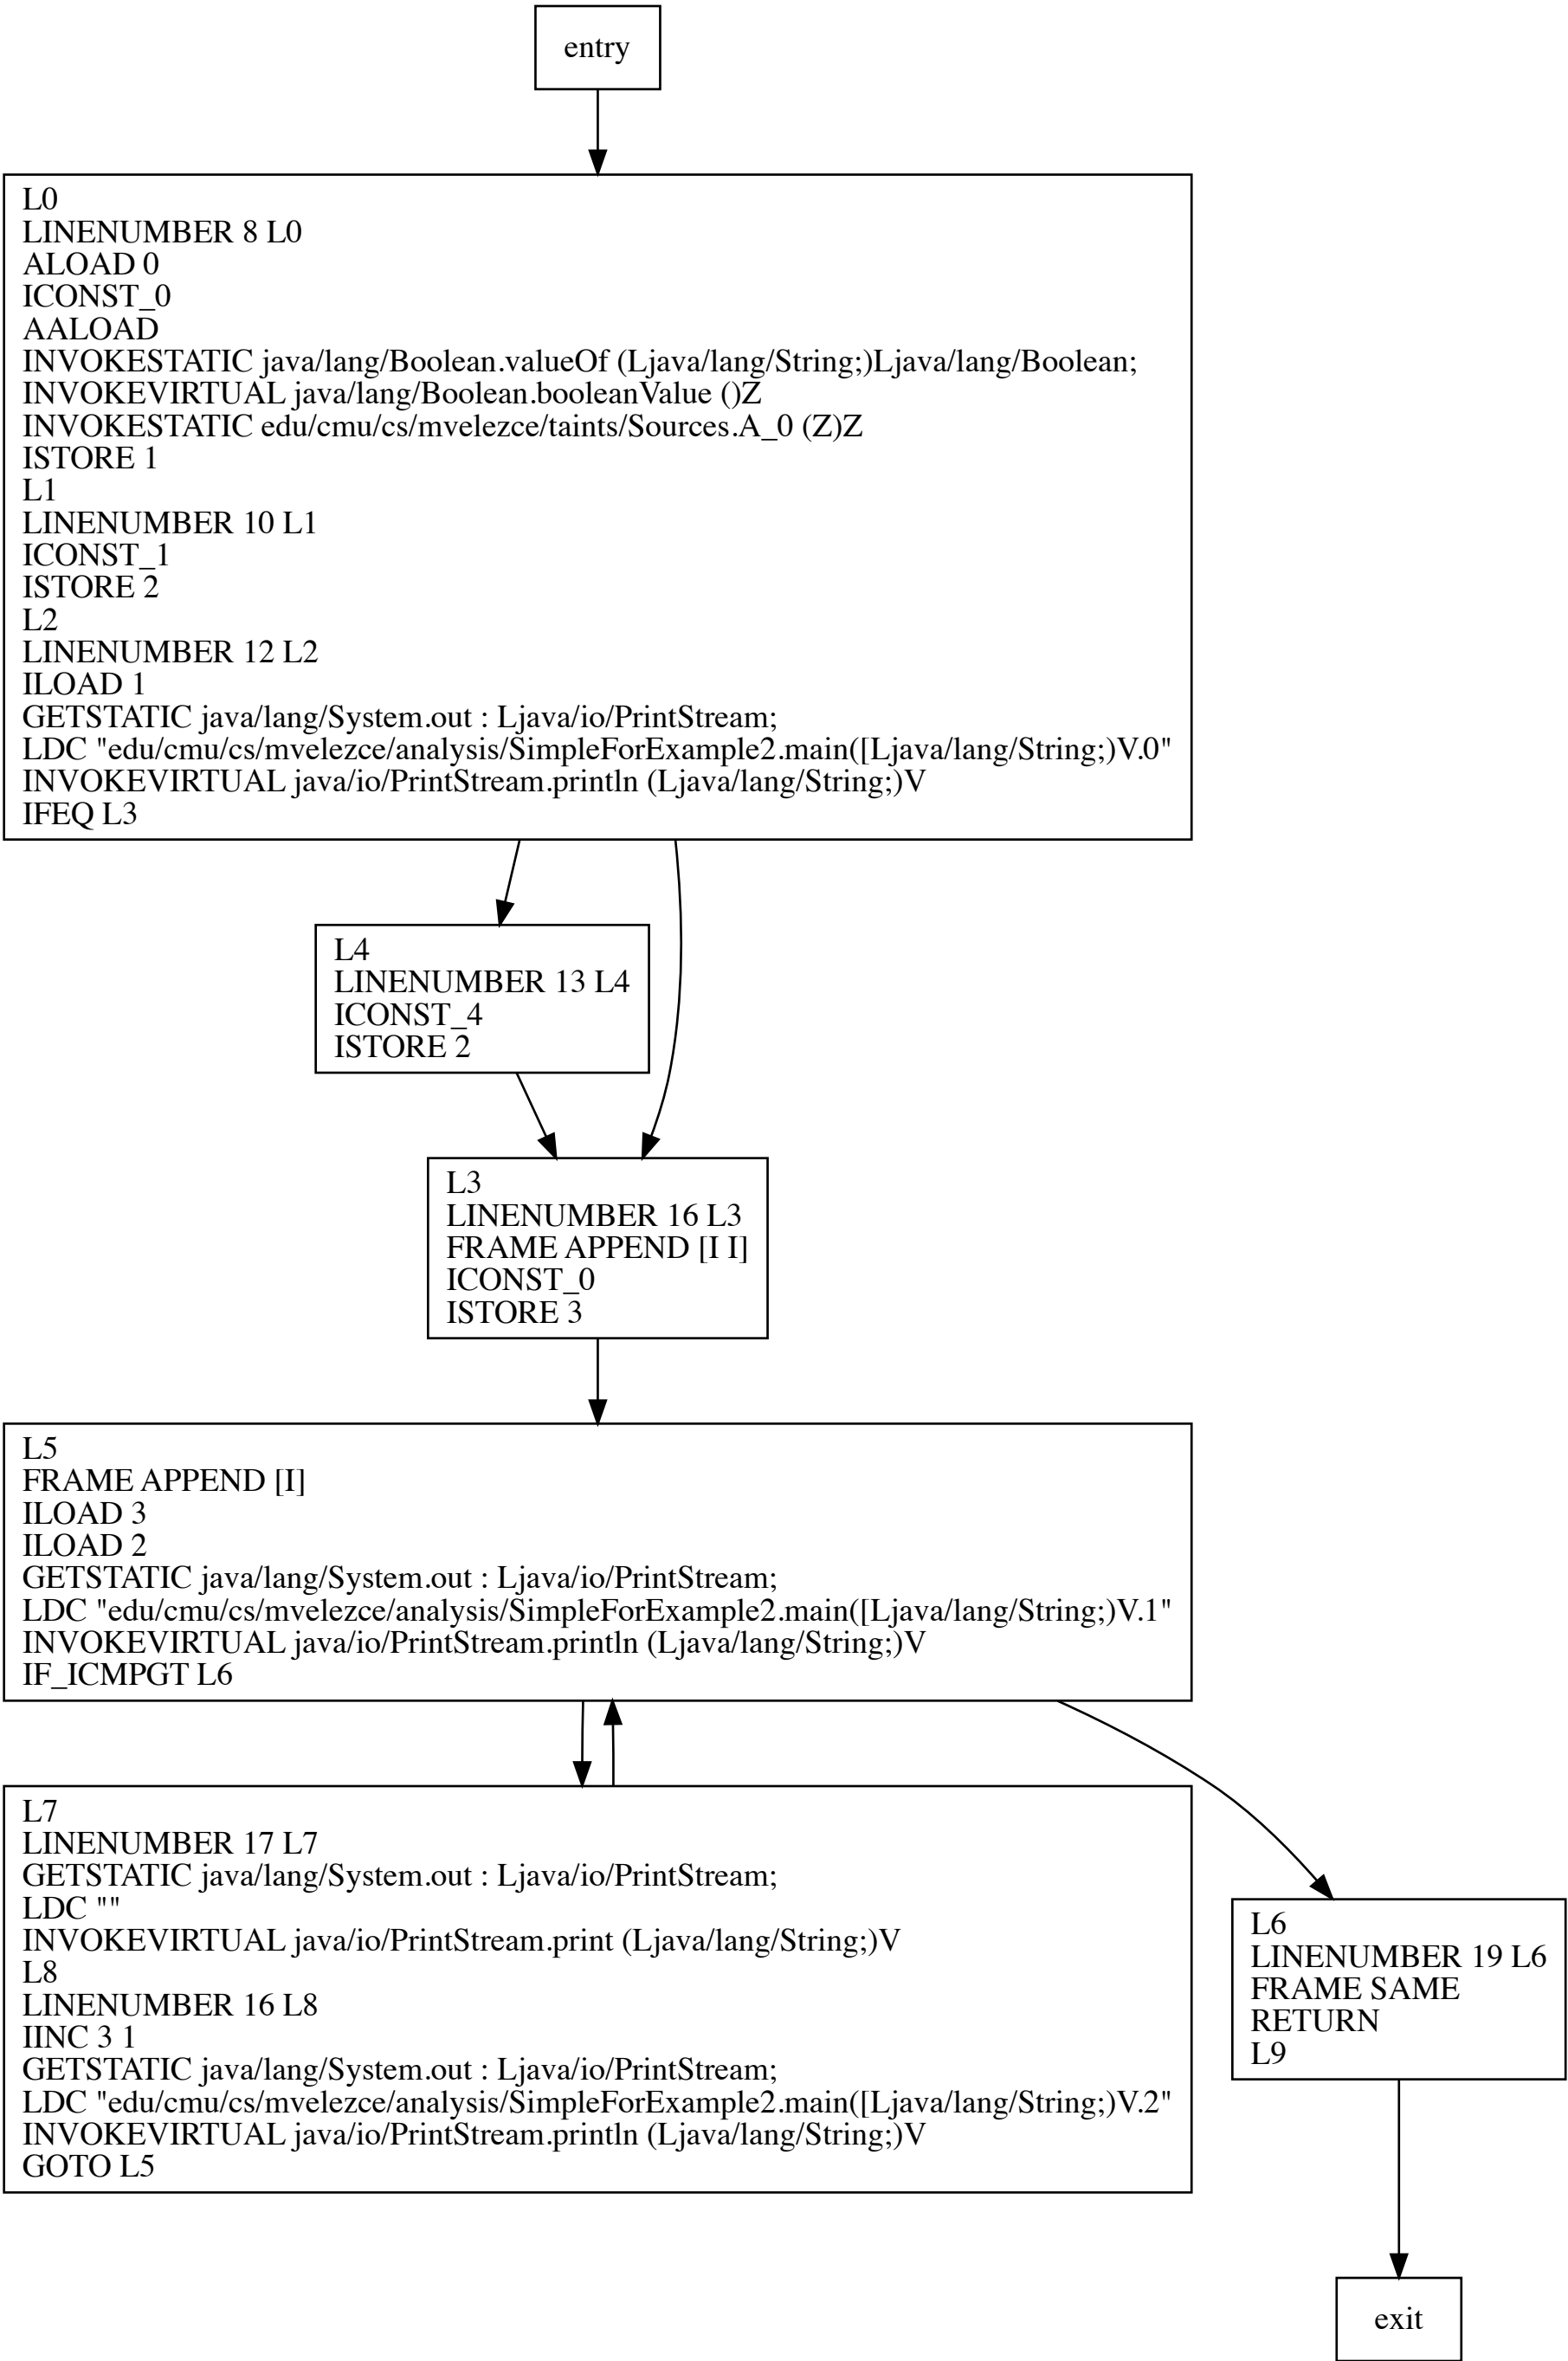 entry
L0
LINENUMBER 8 L0
ALOAD 0
ICONST_0
AALOAD
INVOKESTATIC java/lang/Boolean.valueOf (Ljava/lang/String;)Ljava/lang/Boolean;
INVOKEVIRTUAL java/lang/Boolean.booleanValue ()Z
INVOKESTATIC edu/cmu/cs/mvelezce/taints/Sources.A_0 (Z)Z
ISTORE 1
L1
LINENUMBER 10 L1
ICONST_1
ISTORE 2
L2
LINENUMBER 12 L2
ILOAD 1
GETSTATIC java/lang/System.out : Ljava/io/PrintStream;
LDC "edu/cmu/cs/mvelezce/analysis/SimpleForExample2.main([Ljava/lang/String;)V.0"
INVOKEVIRTUAL java/io/PrintStream.println (Ljava/lang/String;)V
IFEQ L3
L4
LINENUMBER 13 L4
ICONST_4
ISTORE 2
L3
LINENUMBER 16 L3
FRAME APPEND [I I]
ICONST_0
ISTORE 3
L5
FRAME APPEND [I]
ILOAD 3
ILOAD 2
GETSTATIC java/lang/System.out : Ljava/io/PrintStream;
LDC "edu/cmu/cs/mvelezce/analysis/SimpleForExample2.main([Ljava/lang/String;)V.1"
INVOKEVIRTUAL java/io/PrintStream.println (Ljava/lang/String;)V
IF_ICMPGT L6
L7
LINENUMBER 17 L7
GETSTATIC java/lang/System.out : Ljava/io/PrintStream;
LDC ""
INVOKEVIRTUAL java/io/PrintStream.print (Ljava/lang/String;)V
L8
LINENUMBER 16 L8
IINC 3 1
GETSTATIC java/lang/System.out : Ljava/io/PrintStream;
LDC "edu/cmu/cs/mvelezce/analysis/SimpleForExample2.main([Ljava/lang/String;)V.2"
INVOKEVIRTUAL java/io/PrintStream.println (Ljava/lang/String;)V
GOTO L5
L6
LINENUMBER 19 L6
FRAME SAME
RETURN
L9
exit